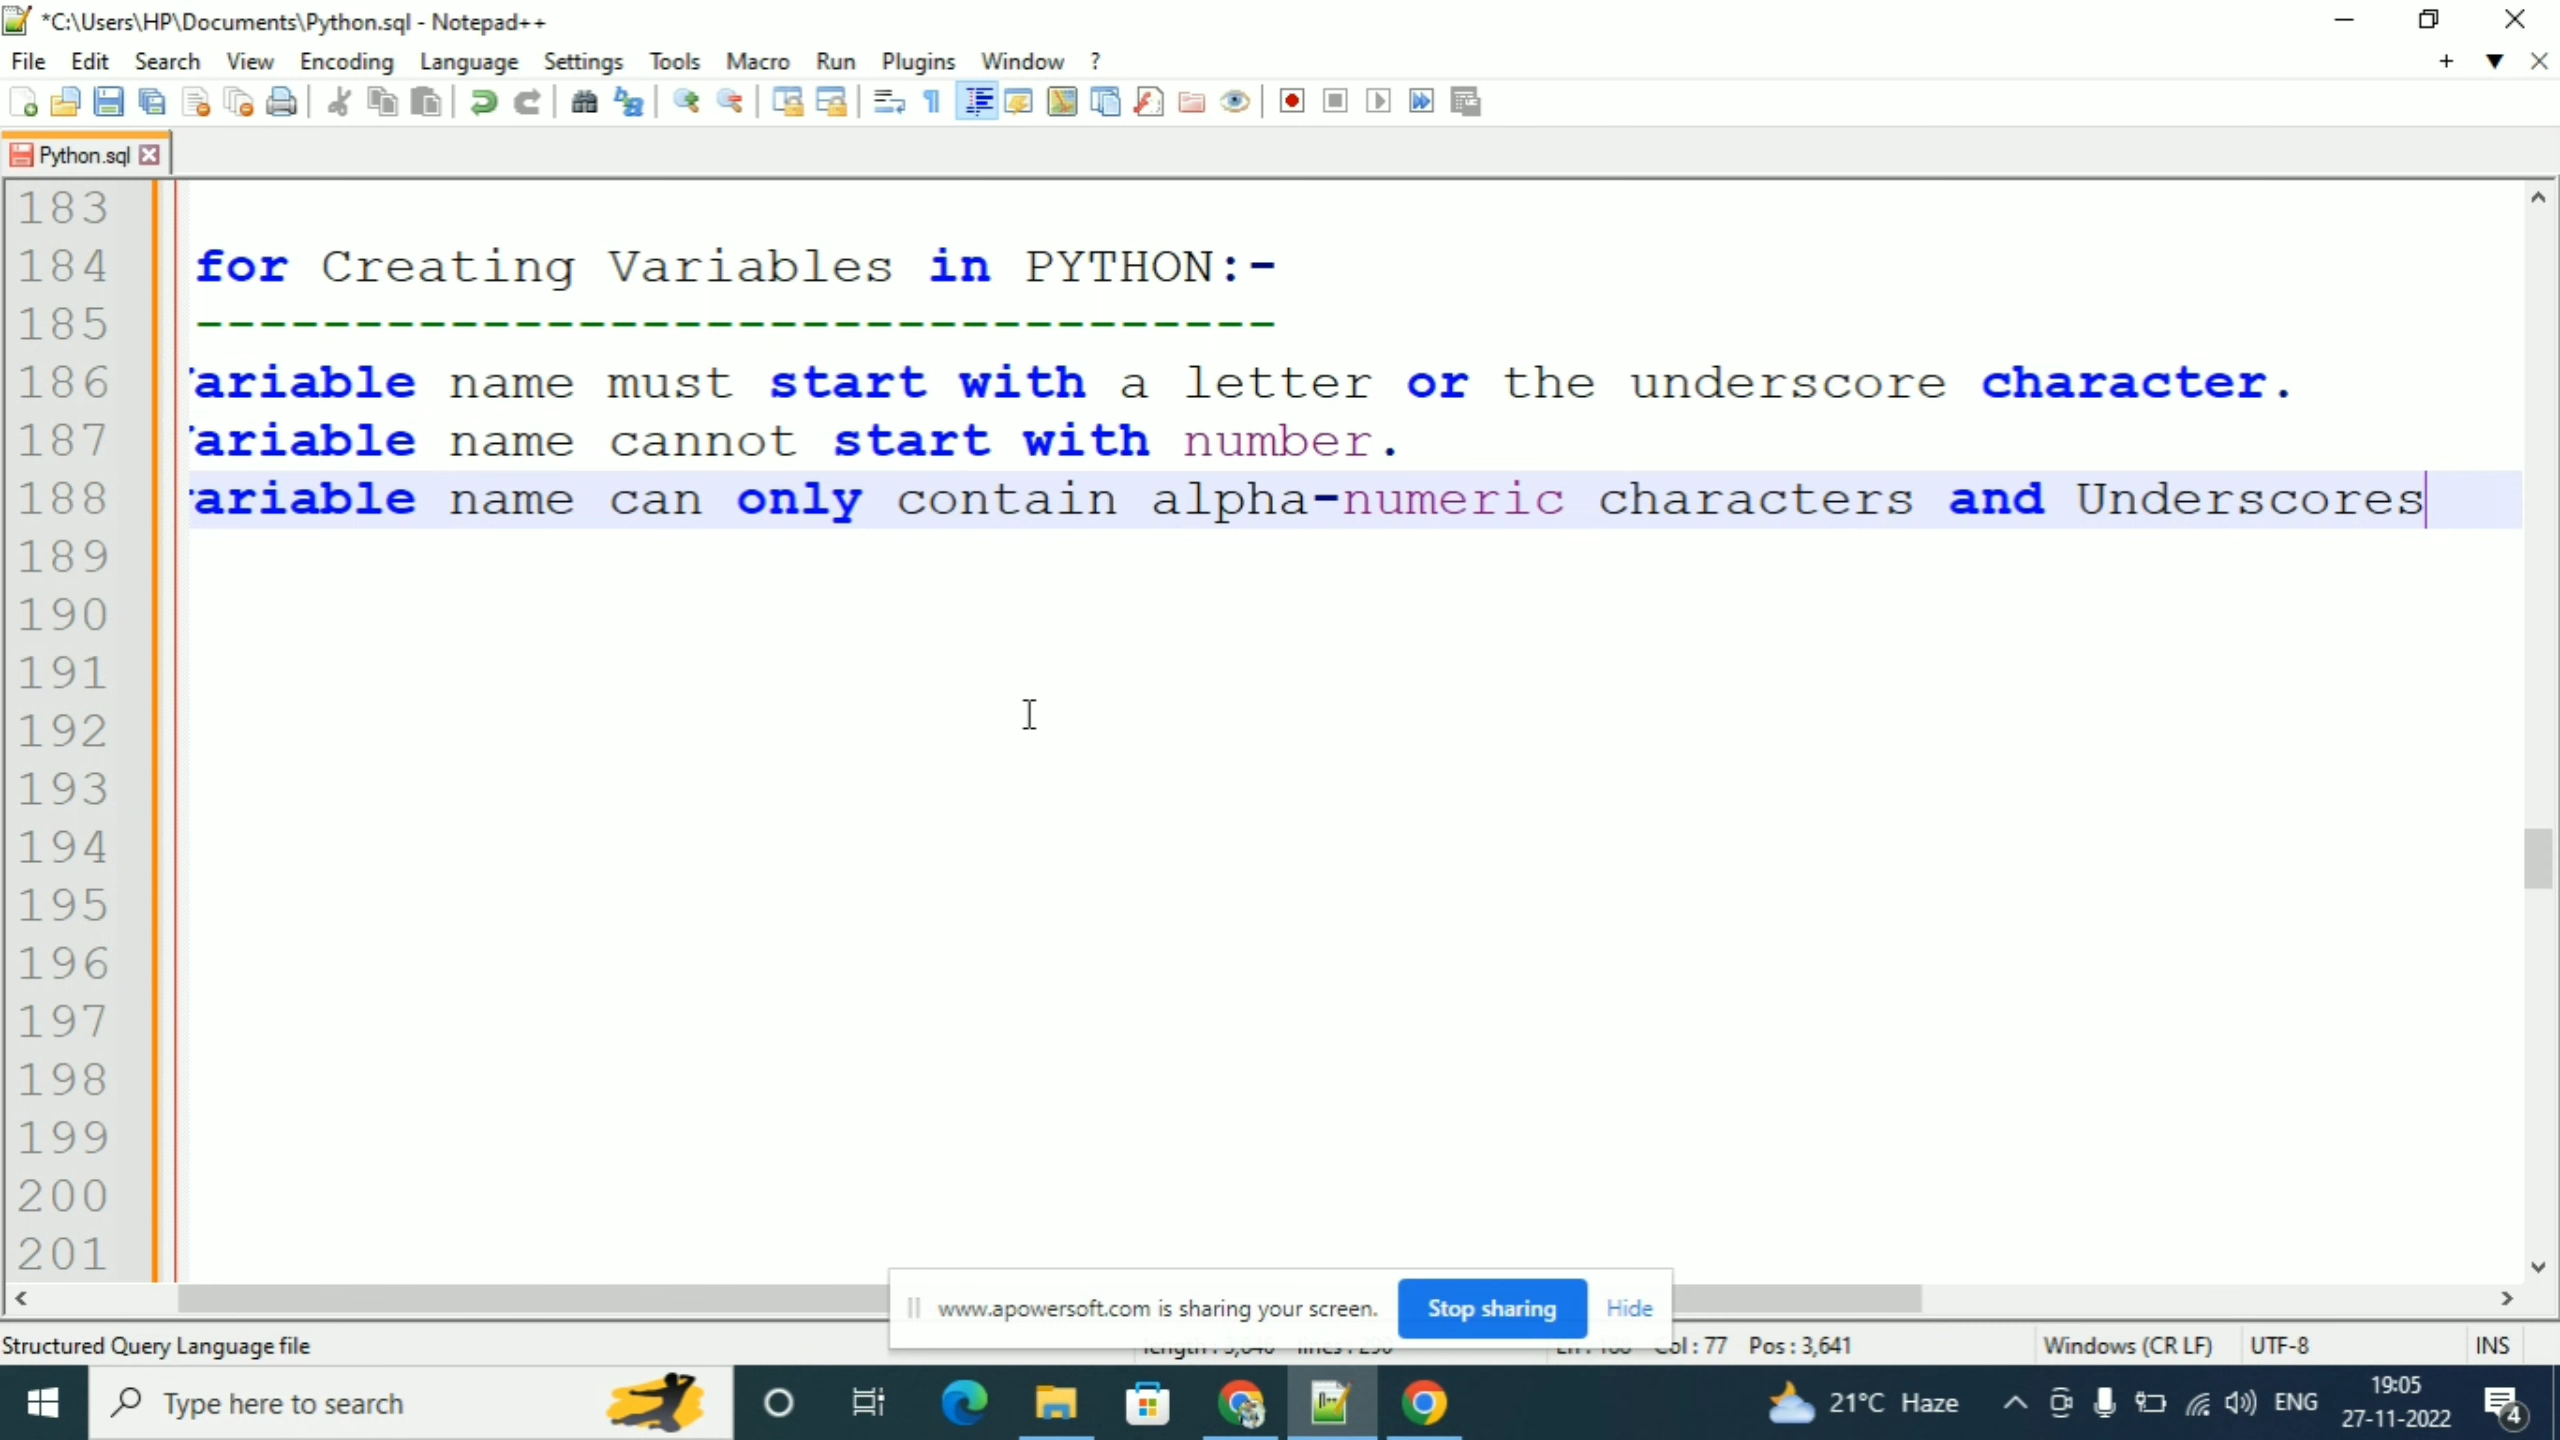 *C:\Users\HP\Documents\Python.sql - Notepad++
File Edit Search View Encoding Language Settings Tools Macro Run Plugins Window ?
Python.sql
183
184 for Creating Variables in PYTHON:-
185 ----------------------------------
186 ariable name must start with a letter or the underscore character.
187 ariable name cannot start with number.
188 ariable name can only contain alpha-numeric characters and Underscores
189
190
191
192
193
194
195
196
197
198
199
200
201
www.apowersoft.com is sharing your screen. Stop sharing Hide
Structured Query Language file Col : 77 Pos : 3,641 Windows (CR LF) UTF-8 INS
Type here to search 21°C Haze ENG 19:05
27-11-2022 4